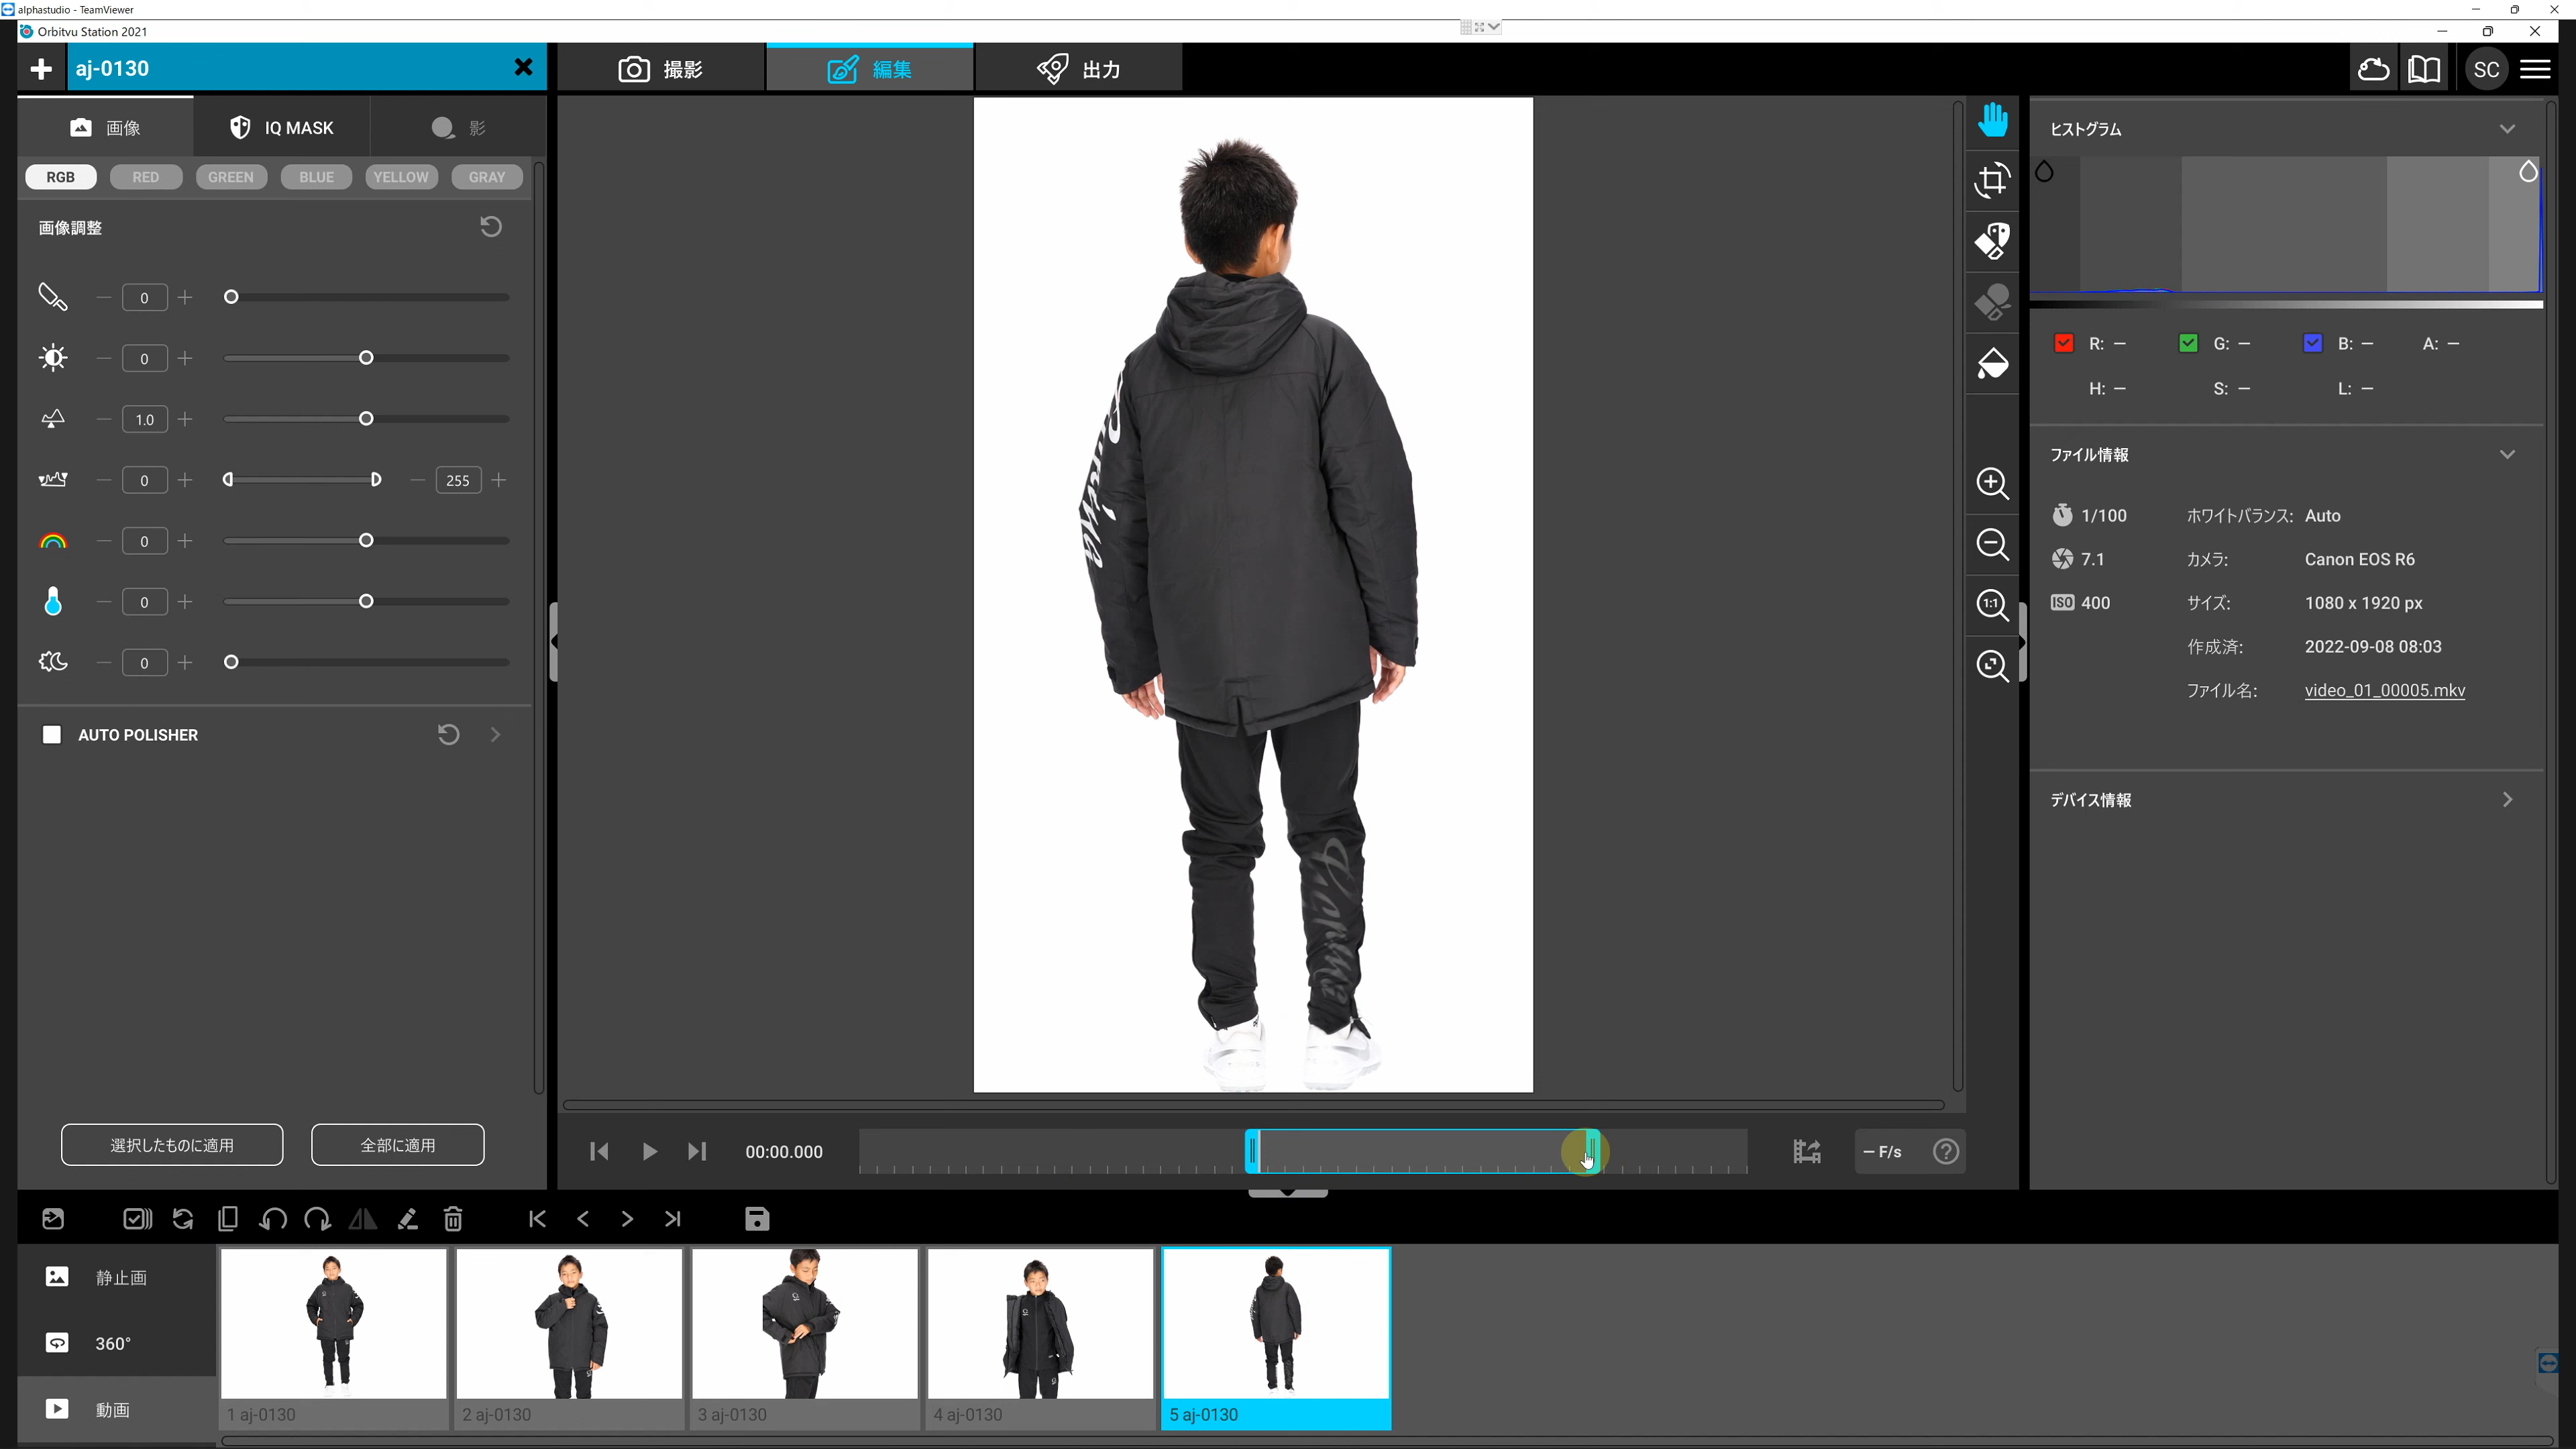 alphastudio - TeamViewer
Orbitvu Station 2021
aj-0130
撮影
編集
出力
SC
画像
IQ MASK
影
RGB
RED
GREEN
BLUE
YELLOW
GRAY
画像調整
0
0
1.0
0
255
0
0
0
AUTO POLISHER
選択したものに適用
全部に適用
00:00.000
– F/s
ヒストグラム
R: –
G: –
B: –
A: –
H: –
S: –
L: –
ファイル情報
1/100
ホワイトバランス: Auto
7.1
カメラ: Canon EOS R6
ISO 400
サイズ: 1080 x 1920 px
作成済: 2022-09-08 08:03
ファイル名: video_01_00005.mkv
デバイス情報
1:1
静止画
360°
動画
1 aj-0130
2 aj-0130
3 aj-0130
4 aj-0130
5 aj-0130